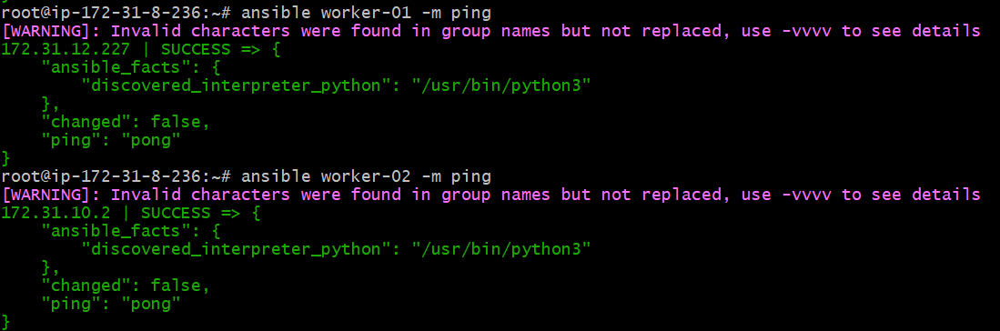 root@ip-172-31-8-236:~# ansible worker-01 -m ping
[WARNING]: Invalid characters were found in group names but not replaced, use -vvvv to see details
172.31.12.227 | SUCCESS => {
    "ansible_facts": {
        "discovered_interpreter_python": "/usr/bin/python3"
    },
    "changed": false,
    "ping": "pong"
}
root@ip-172-31-8-236:~# ansible worker-02 -m ping
[WARNING]: Invalid characters were found in group names but not replaced, use -vvvv to see details
172.31.10.2 | SUCCESS => {
    "ansible_facts": {
        "discovered_interpreter_python": "/usr/bin/python3"
    },
    "changed": false,
    "ping": "pong"
}